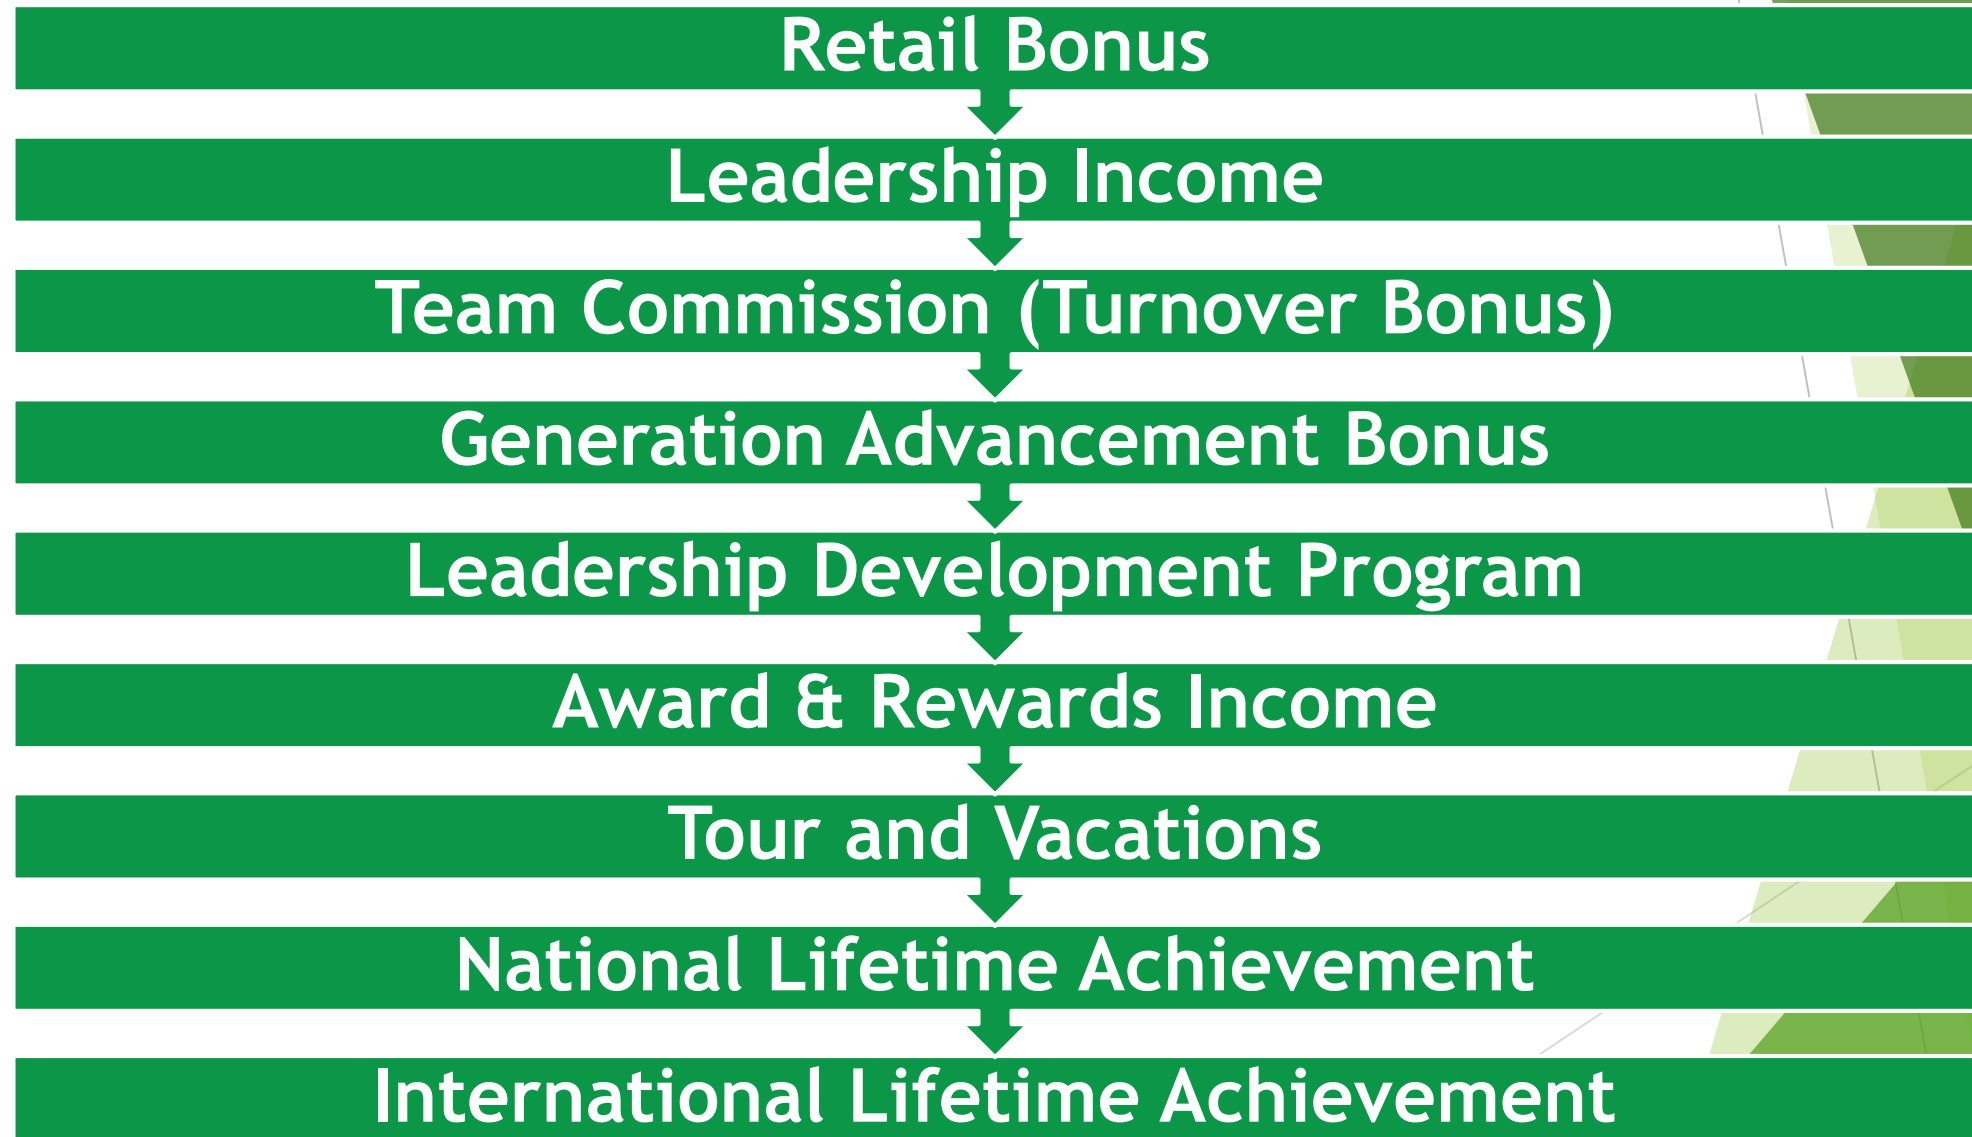 Retail Bonus
Leadership Income
Team Commission (Turnover Bonus)
Generation Advancement Bonus
Leadership Development Program
Award & Rewards Income
Tour and Vacations
National Lifetime Achievement
International Lifetime Achievement